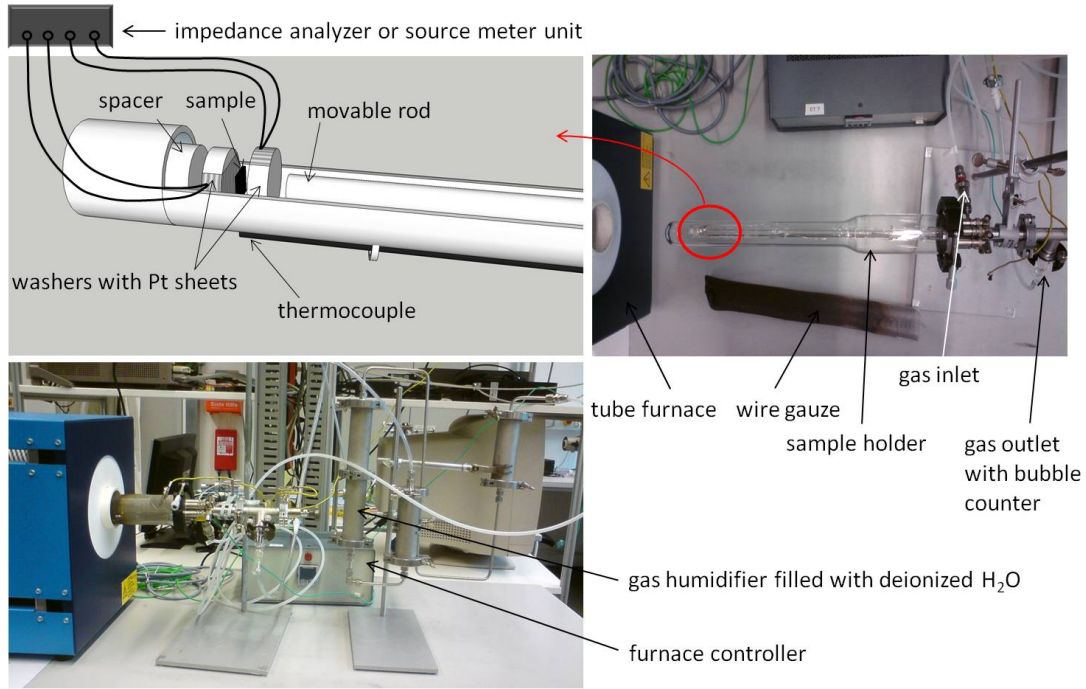 impedance analyzer or source meter unit
spacer
sample
movable rod
washers with Pt sheets
thermocouple
gas inlet
tube furnace
wire gauze
sample holder
gas outlet
with bubble
counter
gas humidifier filled with deionized H₂O
furnace controller